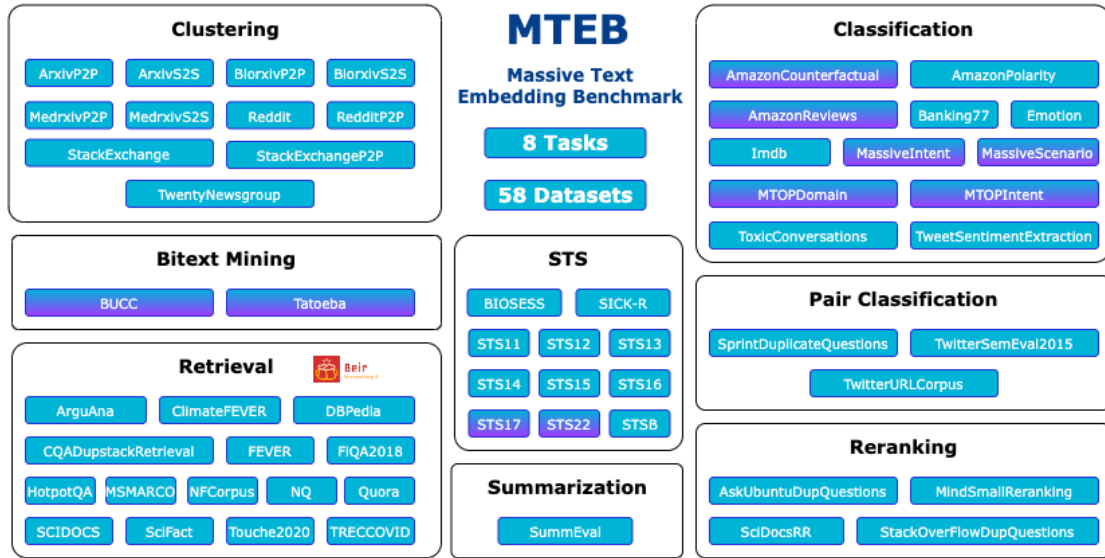 Clustering
ArxivP2P ArxivS2S BiorxivP2P BiorxivS2S
MedrxivP2P MedrxivS2S Reddit RedditP2P
StackExchange StackExchangeP2P
TwentyNewsgroup
MTEB
Massive Text
Embedding Benchmark
8 Tasks
58 Datasets
Classification
AmazonCounterfactual AmazonPolarity
AmazonReviews Banking77 Emotion
Imdb MassiveIntent MassiveScenario
MTOPDomain MTOPIntent
ToxicConversations TweetSentimentExtraction
Bitext Mining
BUCC Tatoeba
STS
BIOSESS SICK-R
STS11 STS12 STS13
STS14 STS15 STS16
STS17 STS22 STSB
Pair Classification
SprintDuplicateQuestions TwitterSemEval2015
TwitterURLCorpus
Retrieval
Beir
ArguAna ClimateFEVER DBPedia
CQADupstackRetrieval FEVER FiQA2018
HotpotQA MSMARCO NFCorpus NQ Quora
SCIDOCS SciFact Touche2020 TRECCOVID
Summarization
SummEval
Reranking
AskUbuntuDupQuestions MindSmallReranking
SciDocsRR StackOverFlowDupQuestions